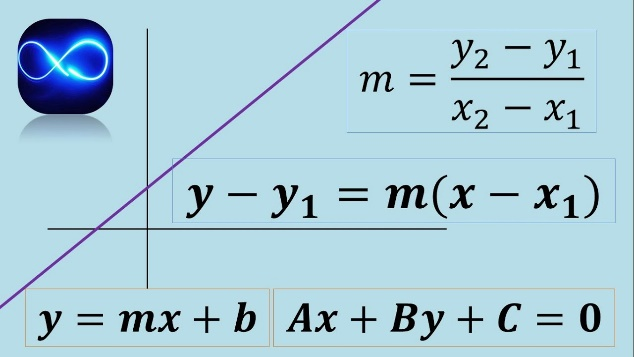 m = (y₂ − y₁)/(x₂ − x₁)
y − y₁ = m(x − x₁)
y = mx + b
Ax + By + C = 0